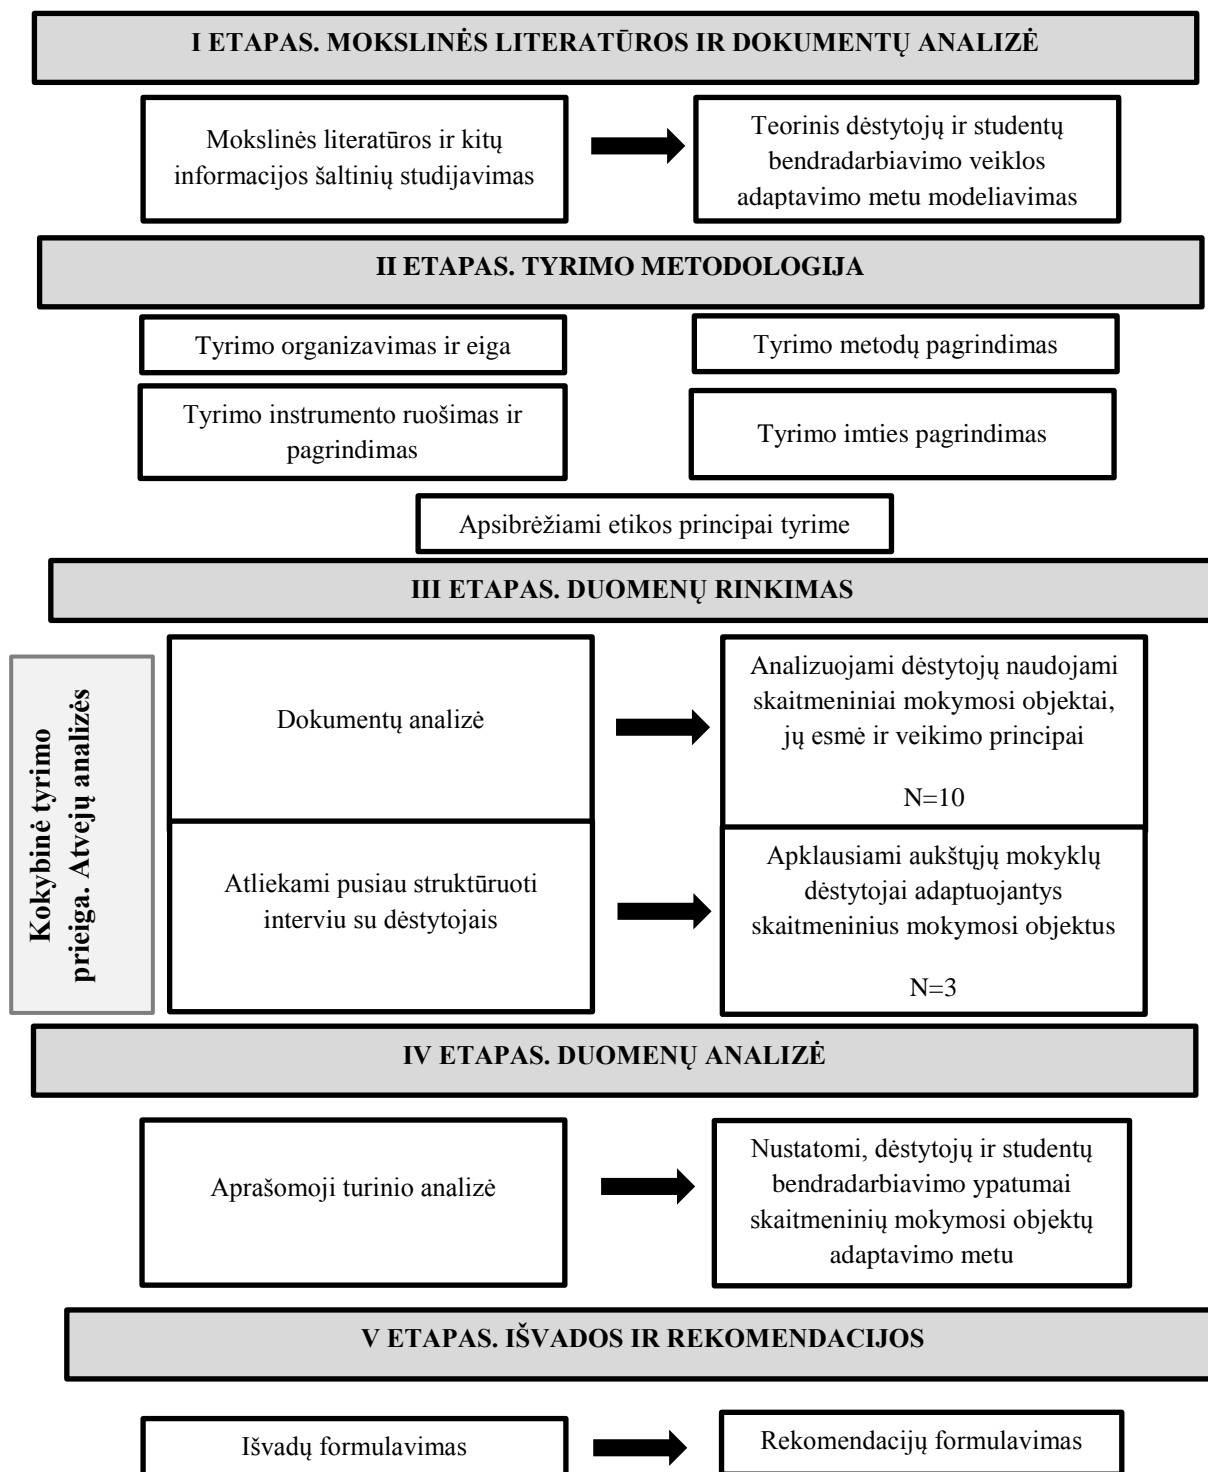 I ETAPAS. MOKSLINĖS LITERATŪROS IR DOKUMENTŲ ANALIZĖ
Mokslinės literatūros ir kitų
informacijos šaltinių studijavimas
Teorinis dėstytojų ir studentų
bendradarbiavimo veiklos
adaptavimo metu modeliavimas
II ETAPAS. TYRIMO METODOLOGIJA
Tyrimo organizavimas ir eiga
Tyrimo metodų pagrindimas
Tyrimo instrumento ruošimas ir
pagrindimas
Tyrimo imties pagrindimas
Apsibrėžiami etikos principai tyrime
III ETAPAS. DUOMENŲ RINKIMAS
Kokybinė tyrimo
prieiga. Atvejų analizės
Dokumentų analizė
Analizuojami dėstytojų naudojami
skaitmeniniai mokymosi objektai,
jų esmė ir veikimo principai
N=10
Atliekami pusiau struktūruoti
interviu su dėstytojais
Apklausiami aukštųjų mokyklų
dėstytojai adaptuojantys
skaitmeninius mokymosi objektus
N=3
IV ETAPAS. DUOMENŲ ANALIZĖ
Aprašomoji turinio analizė
Nustatomi, dėstytojų ir studentų
bendradarbiavimo ypatumai
skaitmeninių mokymosi objektų
adaptavimo metu
V ETAPAS. IŠVADOS IR REKOMENDACIJOS
Išvadų formulavimas
Rekomendacijų formulavimas